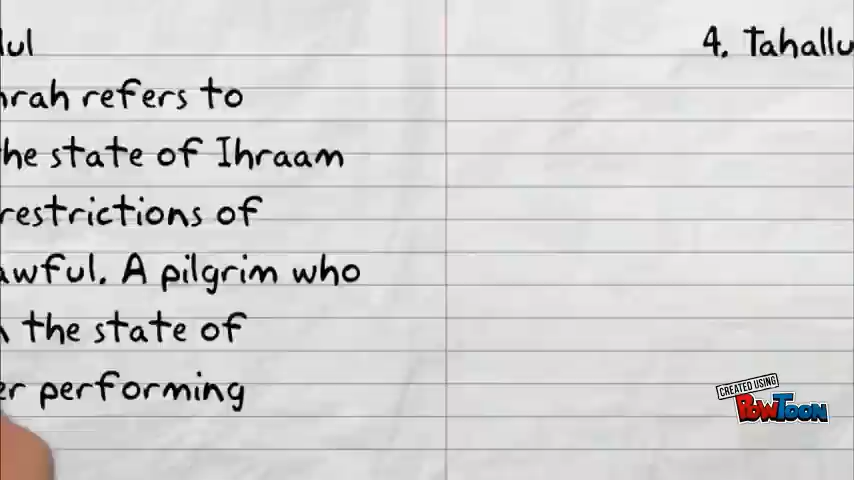 lul
nrah refers to
he state of Ihraam
restrictions of
awful. A pilgrim who
the state of
er performing
4. Tahallu
CREATED USING
POWTOON